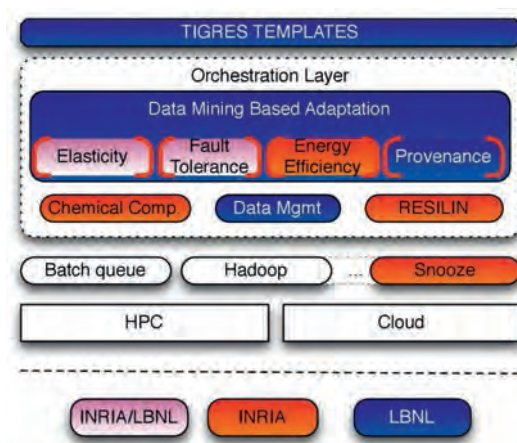 TIGRES TEMPLATES
Orchestration Layer
Data Mining Based Adaptation
Elasticity
Fault
Tolerance
Energy
Efficiency
Provenance
Chemical Comp
Data Mgmt
RESILIN
Batch queue
Hadoop
...
Snooze
HPC
Cloud
INRIA/LBNL
INRIA
LBNL